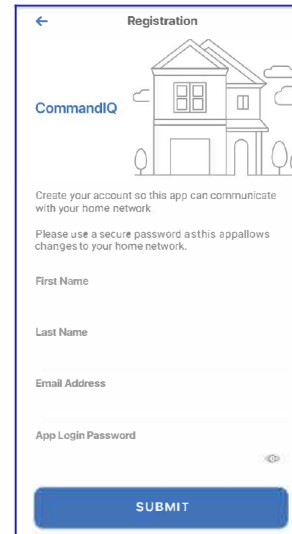 Registration
CommandIQ
Create your account so this app can communicate
with your home network
Please use a secure password asthis appallows
changes to your home network.
First Name
Last Name
Email Address
App Login Password
SUBMIT